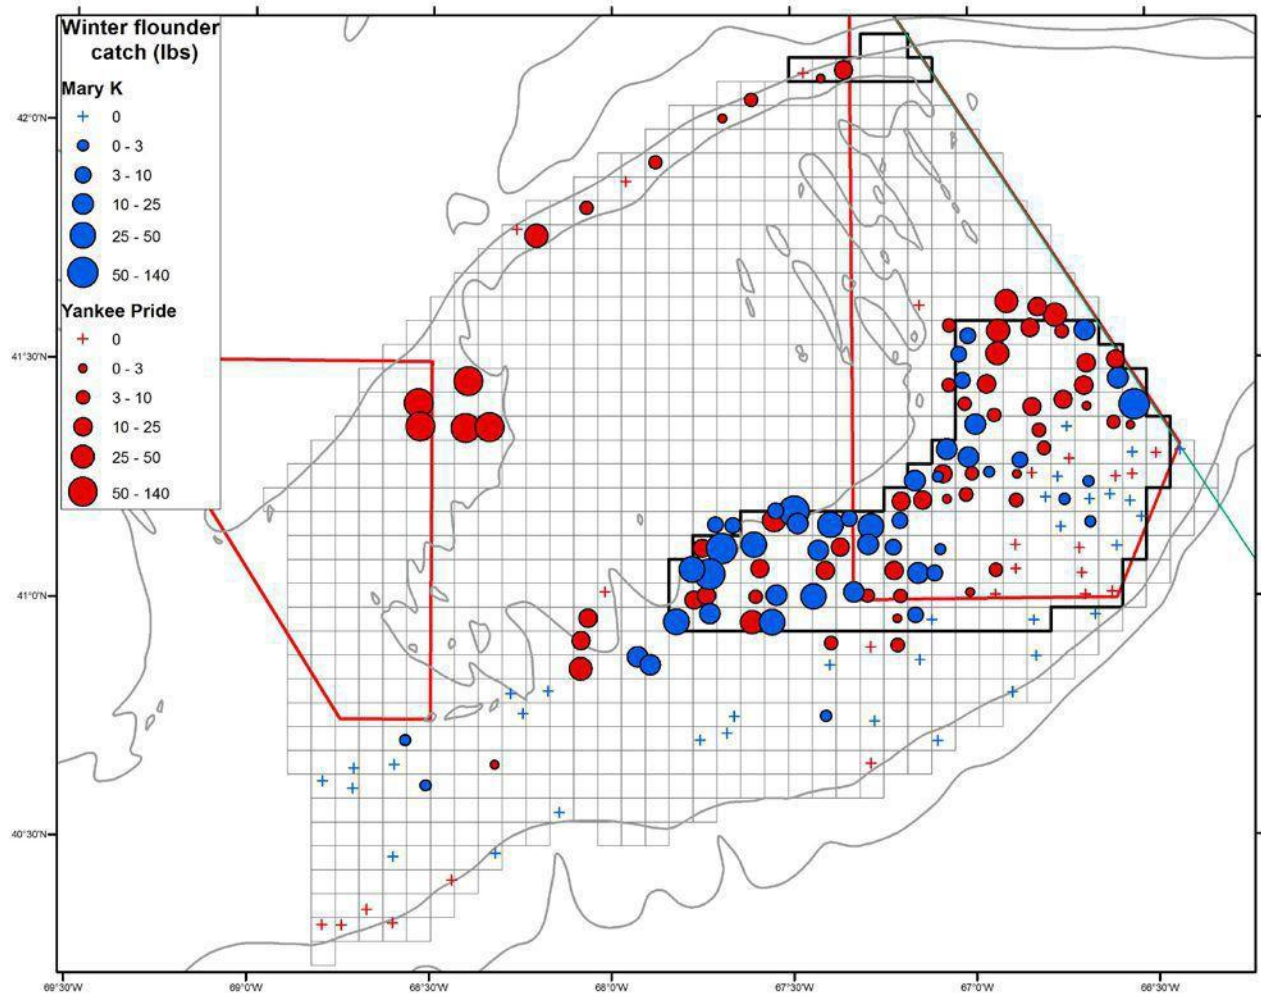 Winter flounder
catch (lbs)
Mary K
0
0 - 3
3 - 10
10 - 25
25 - 50
50 - 140
Yankee Pride
0
0 - 3
3 - 10
10 - 25
25 - 50
50 - 140
42°0'N
41°30'N
41°0'N
40°30'N
69°30'W 69°0'W 68°30'W 68°0'W 67°30'W 67°0'W 66°30'W